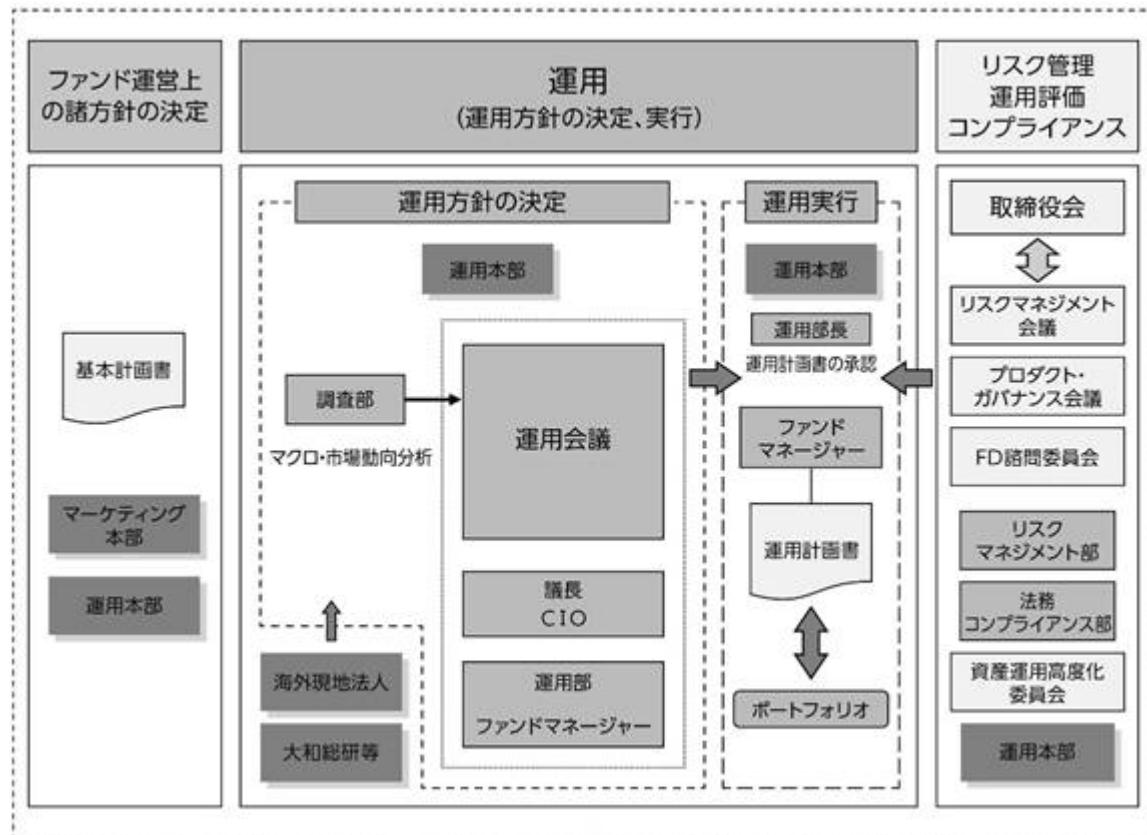 ファンド運営上
の諸方針の決定
運用
(運用方針の決定、実行)
リスク管理
運用評価
コンプライアンス
基本計画書
マーケティング
本部
運用本部
運用方針の決定
運用本部
調査部
マクロ・市場動向分析
運用会議
議長
CIO
運用部
ファンドマネージャー
海外現地法人
大和総研等
運用実行
運用本部
運用部長
運用計画書の承認
ファンド
マネージャー
運用計画書
ポートフォリオ
取締役会
リスクマネジメント
会議
プロダクト・
ガバナンス会議
FD諮問委員会
リスク
マネジメント部
法務
コンプライアンス部
資産運用高度化
委員会
運用本部